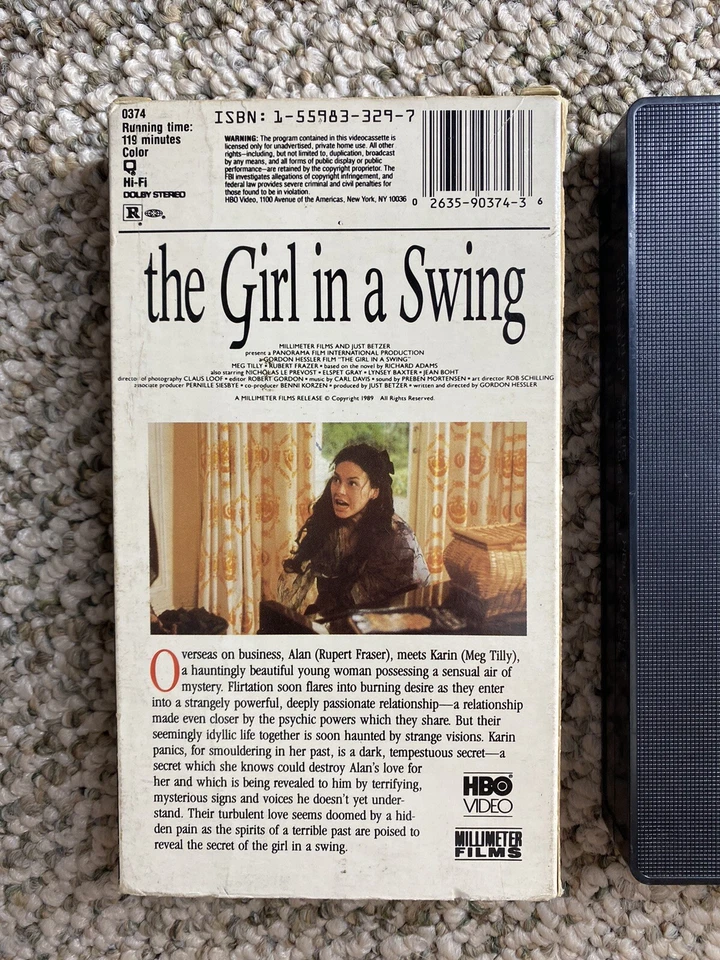 0374
Running time:
119 minutes
Color
Hi-Fi
DOLBY STEREO
R
ISBN: 1-55983-329-7
WARNING: The program contained in this videocassette is
licensed only for unauthorized, private home use. All other
rights—including, but not limited to, duplication, broadcast
by any means, and all forms of public display or public
performance—are retained by the copyright proprietor. The
FBI investigates allegations of copyright infringement, and
federal law provides severe criminal and civil penalties for
those found to be in violation.
HBO Video, 1100 Avenue of the Americas, New York, NY 10036
0 2635-90374-3 6
the Girl in a Swing
MILLIMETER FILMS AND JUST BETZER
present a PANORAMA FILM INTERNATIONAL PRODUCTION
a GORDON HESSLER FILM "THE GIRL IN A SWING"
MEG TILLY • RUBERT FRAZER • based on the novel by RICHARD ADAMS
also starring NICHOLAS LE PREVOST • ELSPET GRAY • LYNSEY BAXTER • JEAN BOHT
director of photography CLAUS LOOF • editor ROBERT GORDON • music by CARL DAVIS • sound by PREBEN MORTENSEN • art director ROB SCHILLING
associate producer PERNILLE SIESBYE • co-producer BENNI KORZEN • produced by JUST BETZER • written and directed by GORDON HESSLER
A MILLIMETER FILMS RELEASE © Copyright 1989 All Rights Reserved.
Overseas on business, Alan (Rupert Fraser), meets Karin (Meg Tilly),
a hauntingly beautiful young woman possessing a sensual air of
mystery. Flirtation soon flares into burning desire as they enter
into a strangely powerful, deeply passionate relationship—a relationship
made even closer by the psychic powers which they share. But their
seemingly idyllic life together is soon haunted by strange visions. Karin
panics, for smouldering in her past, is a dark, tempestuous secret—a
secret which she knows could destroy Alan's love for
her and which is being revealed to him by terrifying,
mysterious signs and voices he doesn't yet under-
stand. Their turbulent love seems doomed by a hid-
den pain as the spirits of a terrible past are poised to
reveal the secret of the girl in a swing.
HBO
VIDEO
MILLIMETER
FILMS